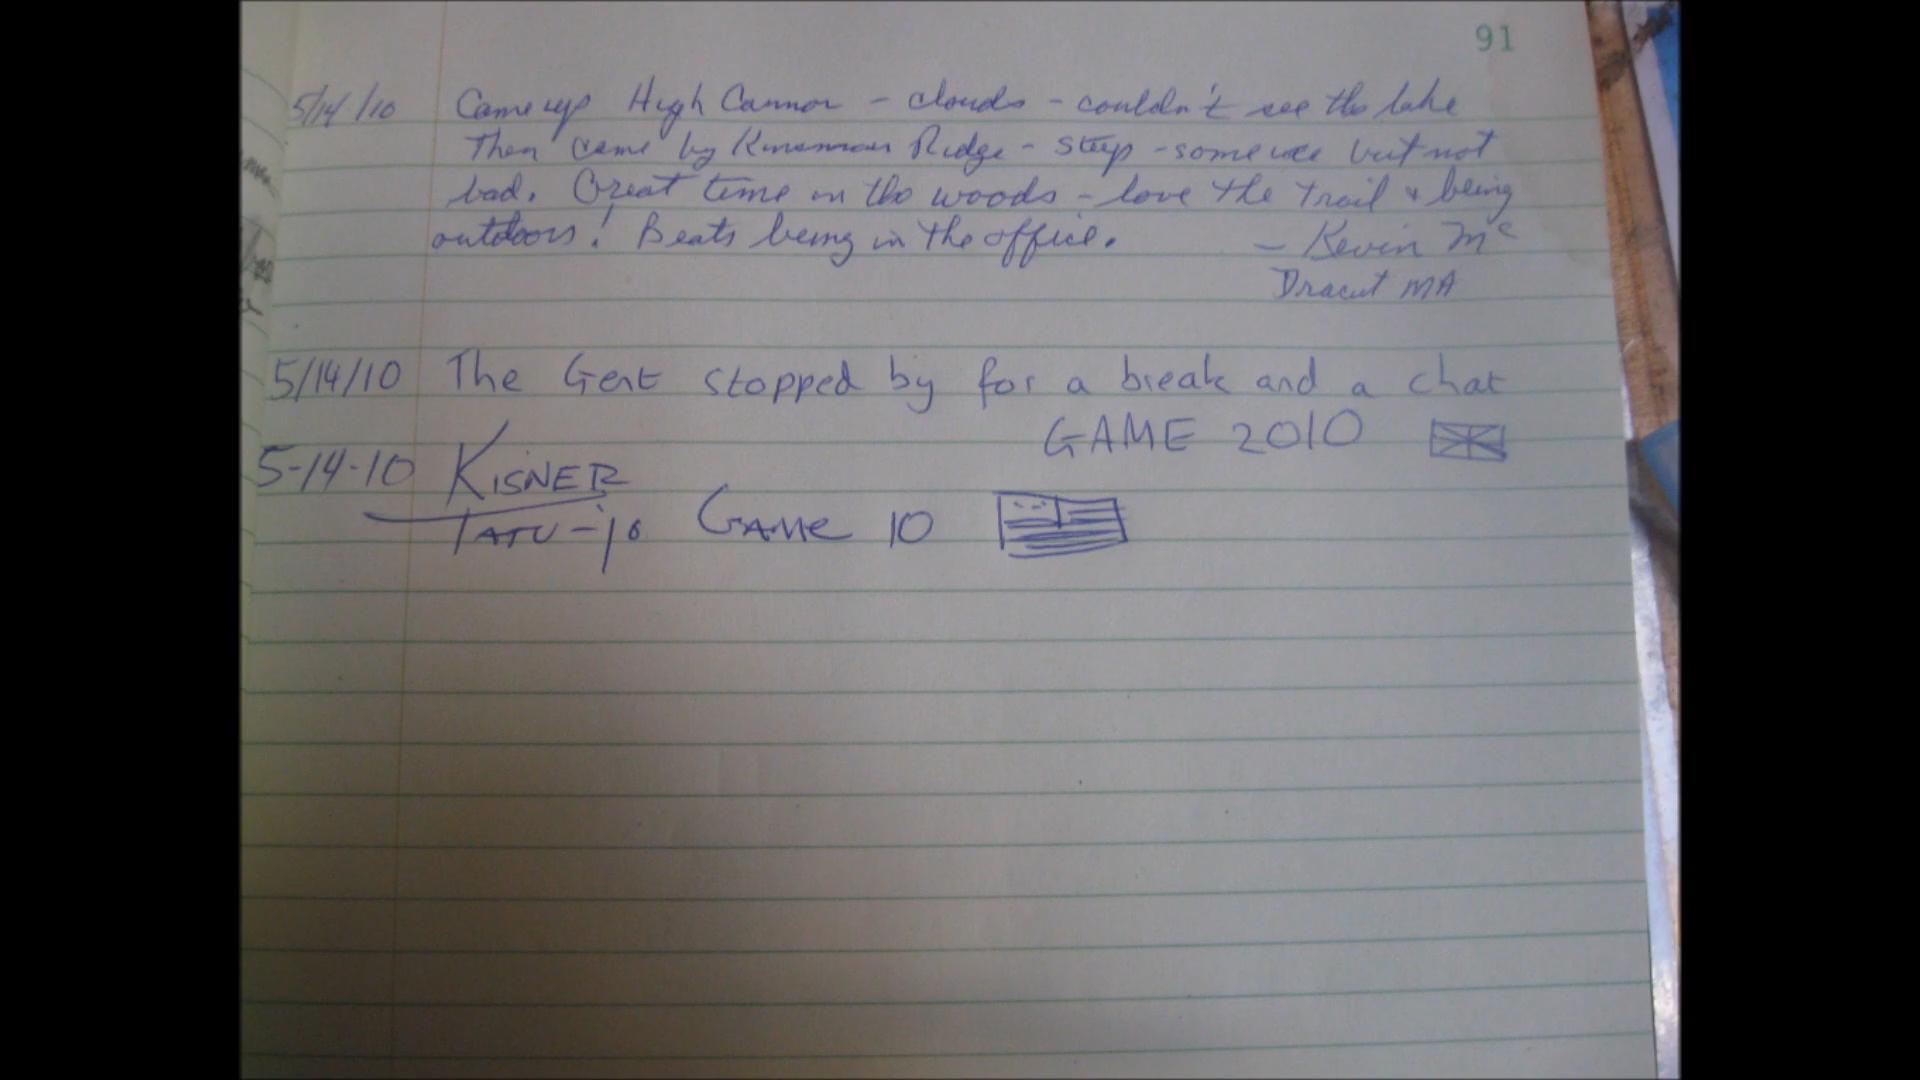 91
5/14/10 Came up High Cannon - clouds - couldn't see the lake
Then came by Kinsman Ridge - steep - some ice but not
bad. Great time in the woods - love the trail & being
outdoors! Beats being in the office. - Kevin Mc
Dracut MA
5/14/10 The Gent stopped by for a break and a chat
GAME 2010
5-14-10 KISNER
TATU-jo GAME 10